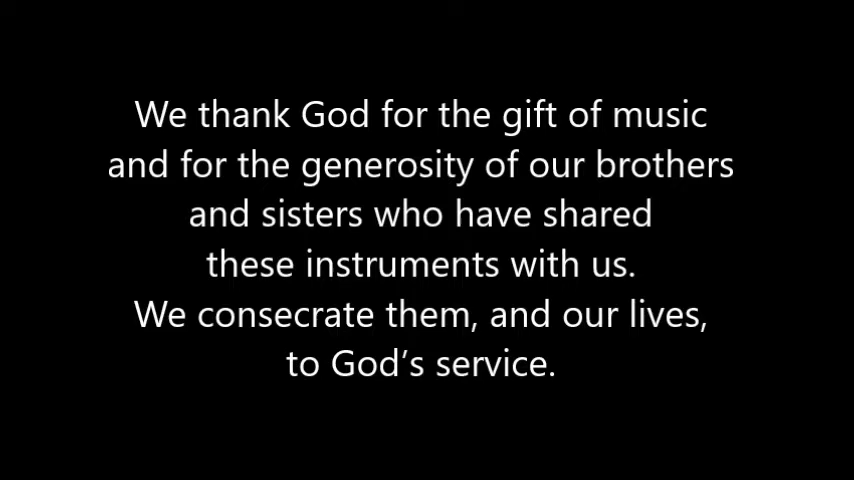 We thank God for the gift of music
and for the generosity of our brothers
and sisters who have shared
these instruments with us.
We consecrate them, and our lives,
to God’s service.